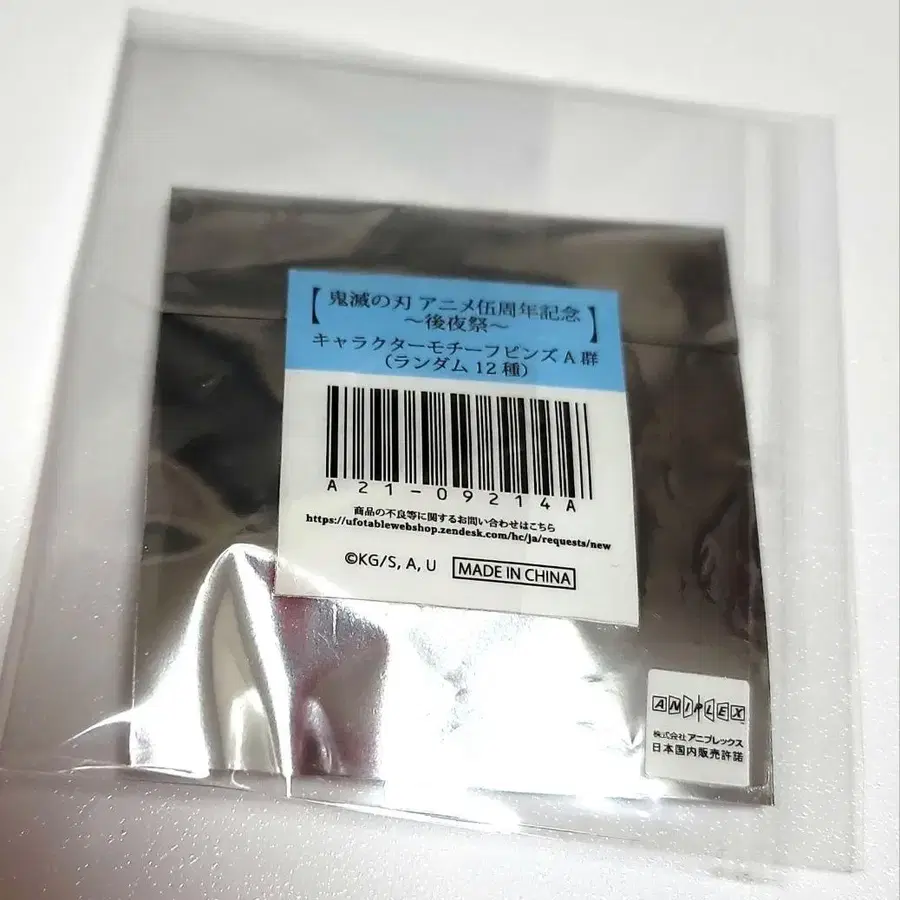 【鬼滅の刃 アニメ伍周年記念
～後夜祭～】
キャラクターモチーフピンズ A 群
(ランダム 12 種)
A21-09214A
商品の不良等に関するお問い合わせはこちら
https://ufotablewebshop.zendesk.com/hc/ja/requests/new
©KG/S, A, U MADE IN CHINA
ANIPLEX
株式会社アニプレックス
日本国内販売許諾